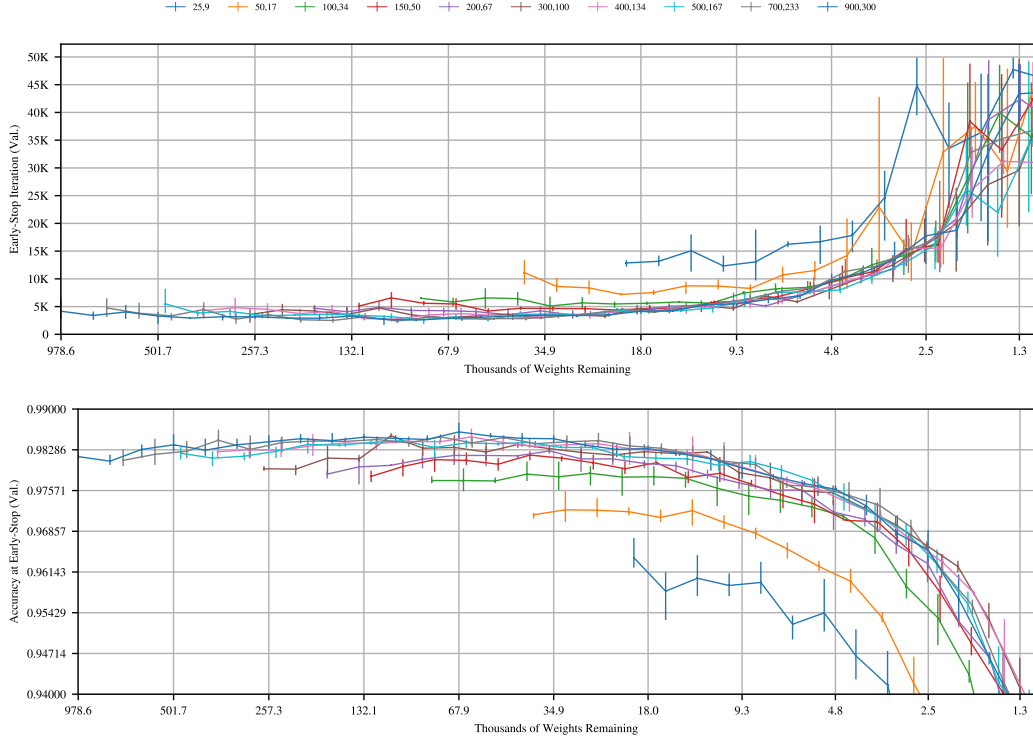 25,9 50,17 100,34 150,50 200,67 300,100 400,134 500,167 700,233 900,300
50K
45K
40K
35K
30K
25K
20K
15K
10K
5K
0
Early-Stop Iteration (Val.)
978.6 501.7 257.3 132.1 67.9 34.9 18.0 9.3 4.8 2.5 1.3
Thousands of Weights Remaining
0.99000
0.98286
0.97571
0.96857
0.96143
0.95429
0.94714
0.94000
Accuracy at Early-Stop (Val.)
978.6 501.7 257.3 132.1 67.9 34.9 18.0 9.3 4.8 2.5 1.3
Thousands of Weights Remaining